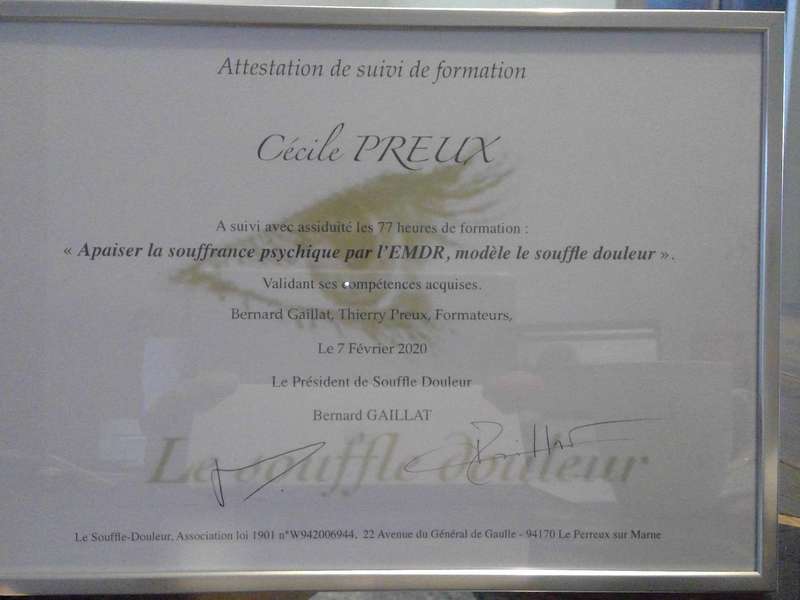 Attestation de suivi de formation
Cécile PREUX
A suivi avec assiduité les 77 heures de formation :
« Apaiser la souffrance psychique par l'EMDR, modèle le souffle douleur ».
Validant ses compétences acquises.
Bernard Gaillat, Thierry Preux, Formateurs,
Le 7 Février 2020
Le Président de Souffle Douleur
Bernard GAILLAT
Le souffle douleur
Le Souffle-Douleur, Association loi 1901 n°W942006944, 22 Avenue du Général de Gaulle - 94170 Le Perreux sur Marne